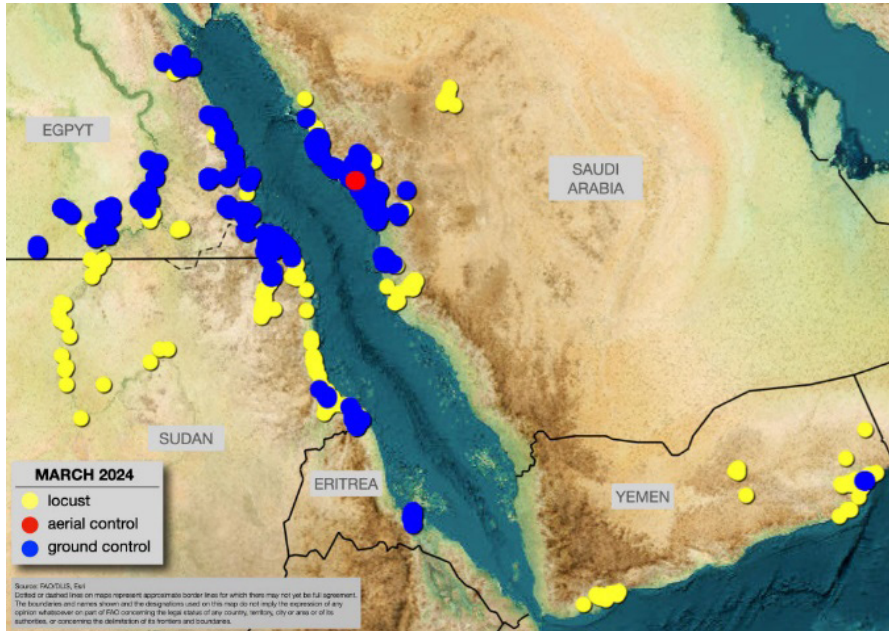 EGPYT
SAUDI
ARABIA
SUDAN
ERITREA
YEMEN
MARCH 2024
locust
aerial control
ground control
Source: FAO/DLIS, Esri
Dotted or dashed lines on maps represent approximate border lines for which there may not yet be full agreement.
The boundaries and names shown and the designations used on this map do not imply the expression of any
opinion whatsoever on part of FAO concerning the legal status of any country, territory, city or area or of its
authorities, or concerning the delimitation of its frontiers and boundaries.